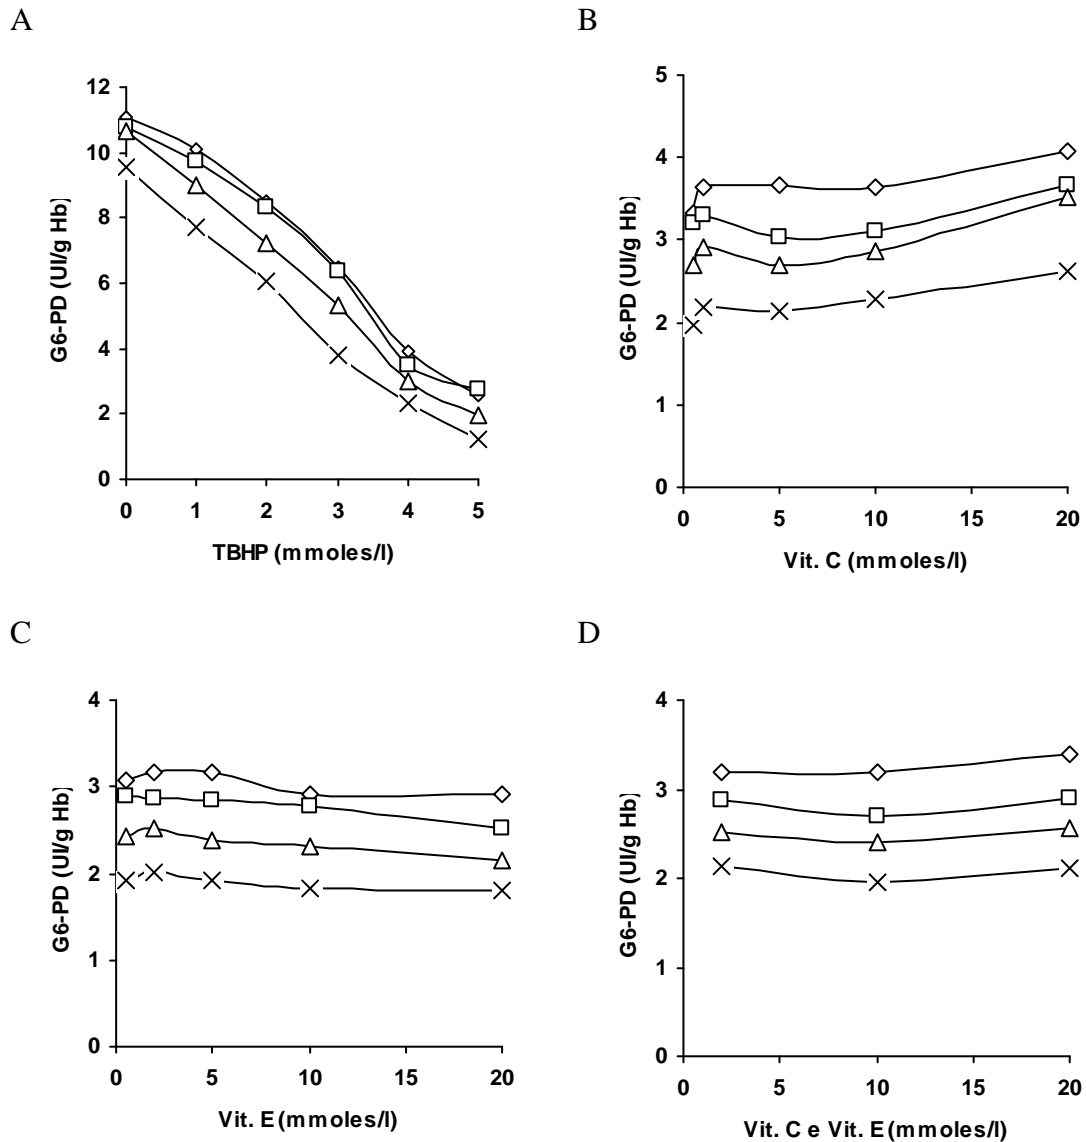 A
12
10
8
6
4
2
0
G6-PD (UI/g Hb)
0 1 2 3 4 5
TBHP (mmoles/l)
B
5
4
3
2
1
0
G6-PD (UI/g Hb)
0 5 10 15 20
Vit. C (mmoles/l)
C
4
3
2
1
0
G6-PD (UI/g Hb)
0 5 10 15 20
Vit. E (mmoles/l)
D
4
3
2
1
0
G6-PD (UI/g Hb)
0 5 10 15 20
Vit. C e Vit. E (mmoles/l)